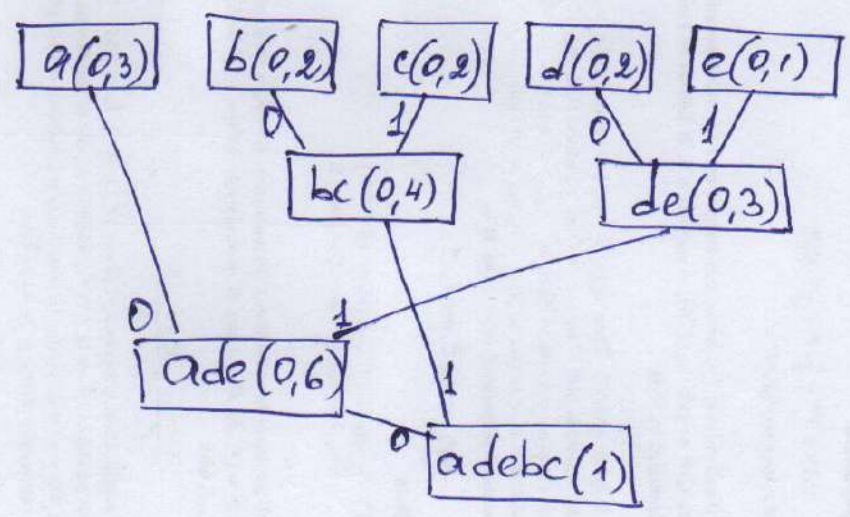 a(0,3) b(0,2) c(0,2) d(0,2) e(0,1)
0 1 0 1
bc(0,4) de(0,3)
0 1
ade(0,6) 1
0 adebc(1)